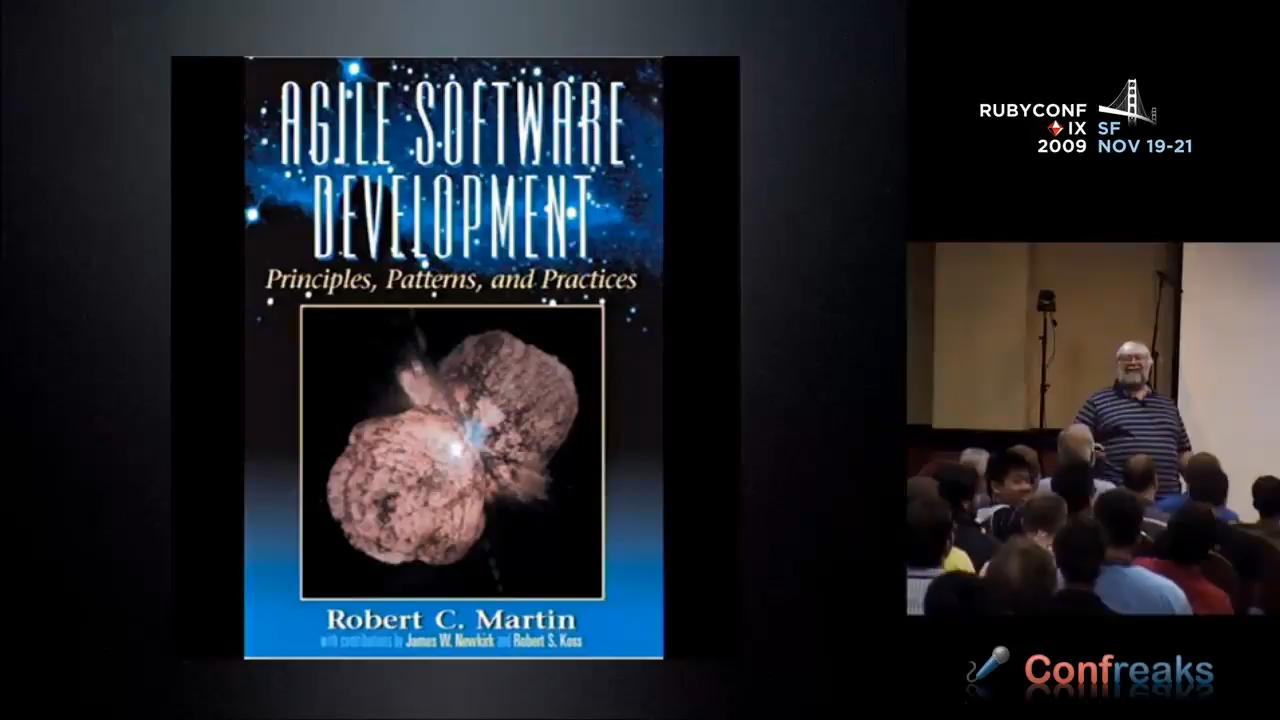 AGILE SOFTWARE
DEVELOPMENT
Principles, Patterns, and Practices
Robert C. Martin
with contributions by James W. Newkirk and Robert S. Koss
RUBYCONF
IX SF
2009 NOV 19-21
Confreaks